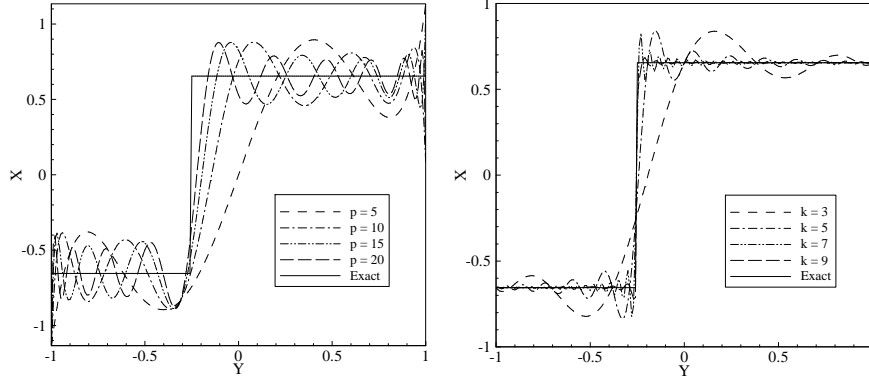 1
0.5
0
-0.5
-1
X
-1
-0.5
0
0.5
1
Y
p = 5
p = 10
p = 15
p = 20
Exact
1
0.5
0
-0.5
-1
X
-1
-0.5
0
0.5
1
Y
k = 3
k = 5
k = 7
k = 9
Exact